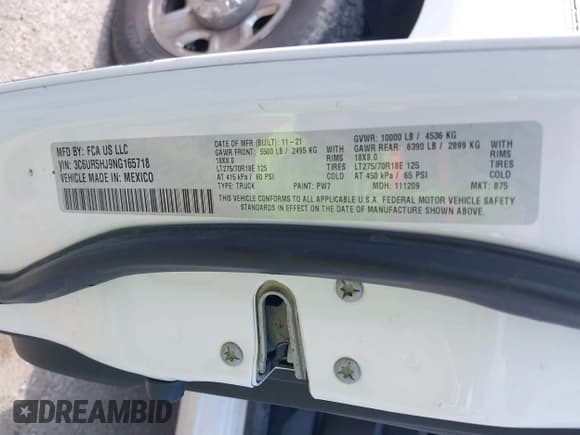 MFD BY: FCA US LLC
VIN: 3C6UR5HJ9NG165718
VEHICLE MADE IN: MEXICO
DATE OF MFR (BUILT): 11-21
GAWR FRONT: 5500 LB / 2495 KG
18X8.0 TIRES
LT275/70R18E 125
AT 415 kPa / 60 PSI COLD
TYPE: TRUCK PAINT: PW7
GVWR: 10000 LB / 4536 KG
GAWR REAR: 6390 LB / 2899 KG
18X8.0 TIRES
LT275/70R18E 125
AT 450 kPa / 65 PSI COLD
MDH: 111209 MKT: 875
THIS VEHICLE CONFORMS TO ALL APPLICABLE U.S.A. FEDERAL MOTOR VEHICLE SAFETY
STANDARDS IN EFFECT ON THE DATE OF MANUFACTURE SHOWN ABOVE.
DREAMBID